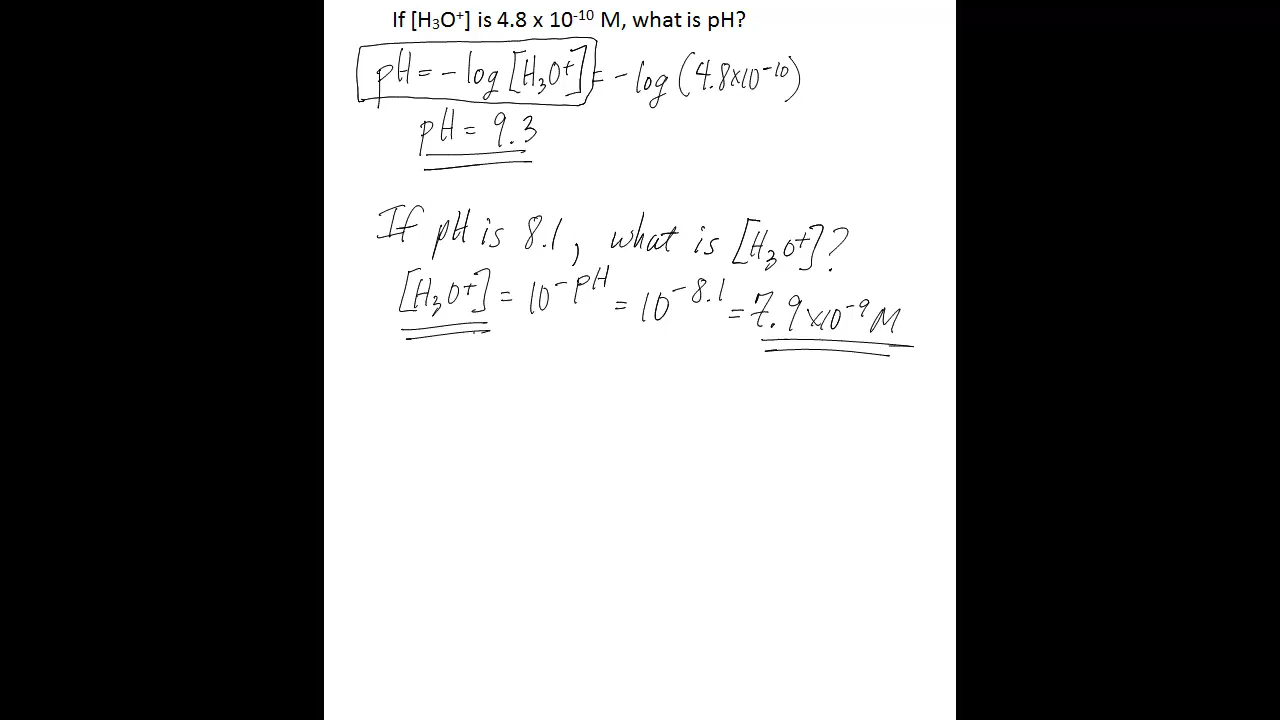 If [H₃O⁺] is 4.8 x 10⁻¹⁰ M, what is pH?
pH = - log [H₃O⁺] = - log (4.8x10⁻¹⁰)
pH = 9.3
If pH is 8.1, what is [H₃O⁺]?
[H₃O⁺] = 10⁻ᵖᴴ = 10⁻⁸·¹ = 7.9x10⁻⁹ M